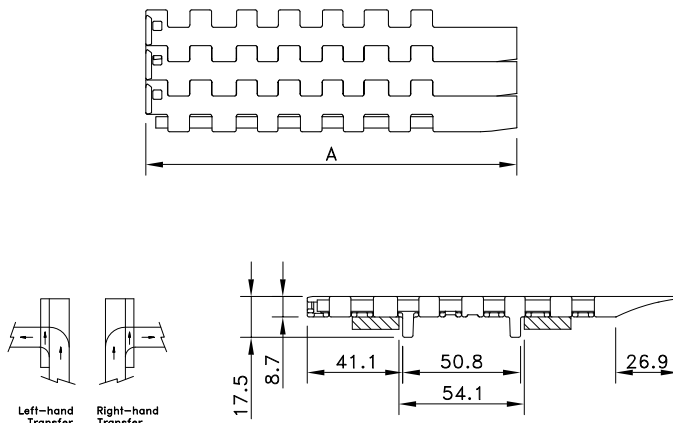 A
17.5
8.7
41.1
50.8
26.9
54.1
Left-hand
Transfer
Right-hand
Transfer